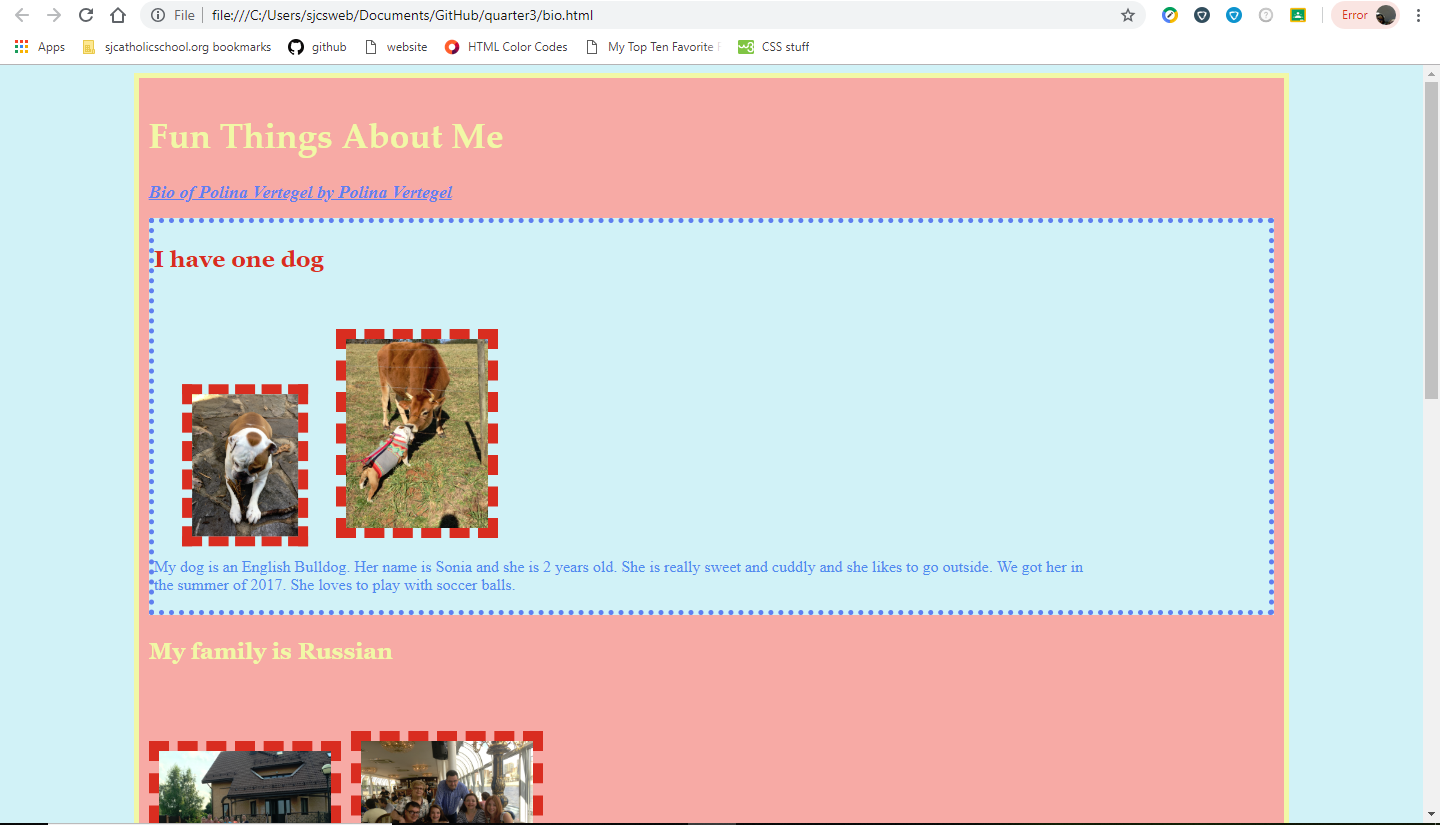 File file:///C:/Users/sjcsweb/Documents/GitHub/quarter3/bio.html Error
Apps sjcatholicschool.org bookmarks github website HTML Color Codes My Top Ten Favorite w3 CSS stuff
Fun Things About Me
Bio of Polina Vertegel by Polina Vertegel
I have one dog
My dog is an English Bulldog. Her name is Sonia and she is 2 years old. She is really sweet and cuddly and she likes to go outside. We got her in
the summer of 2017. She loves to play with soccer balls.
My family is Russian